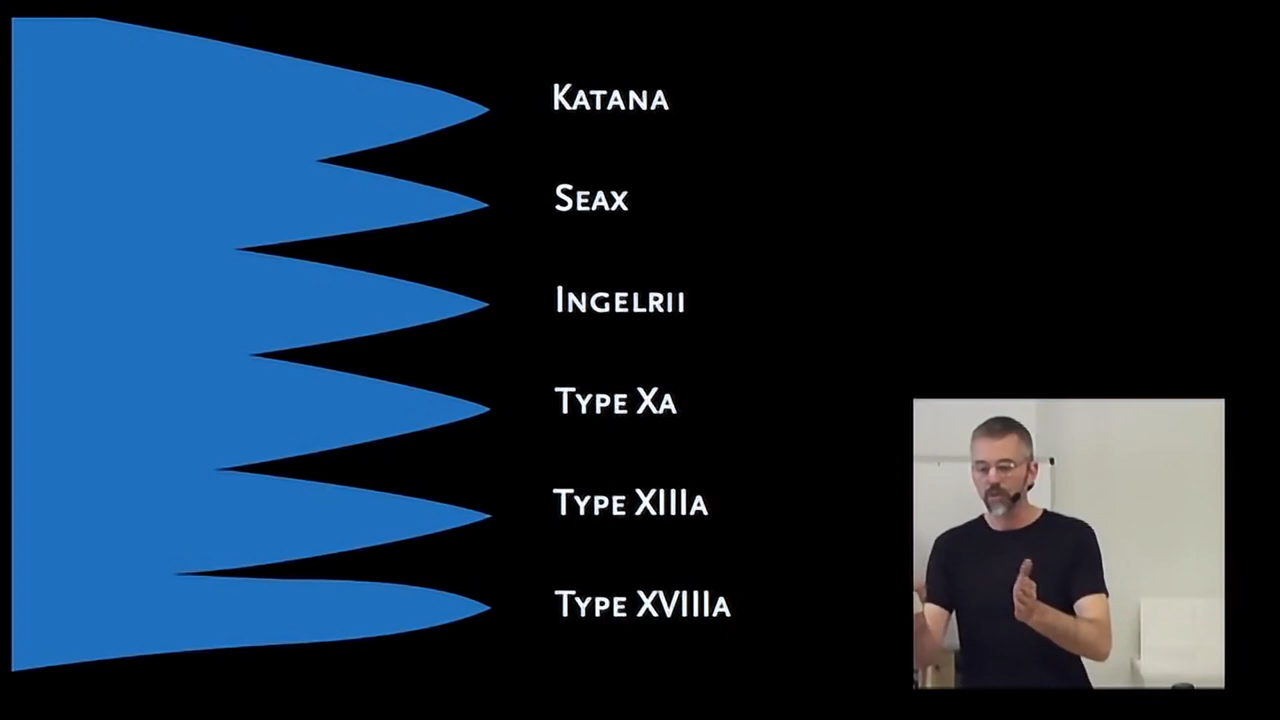 Katana
Seax
Ingelrii
Type Xa
Type XIIIa
Type XVIIIa